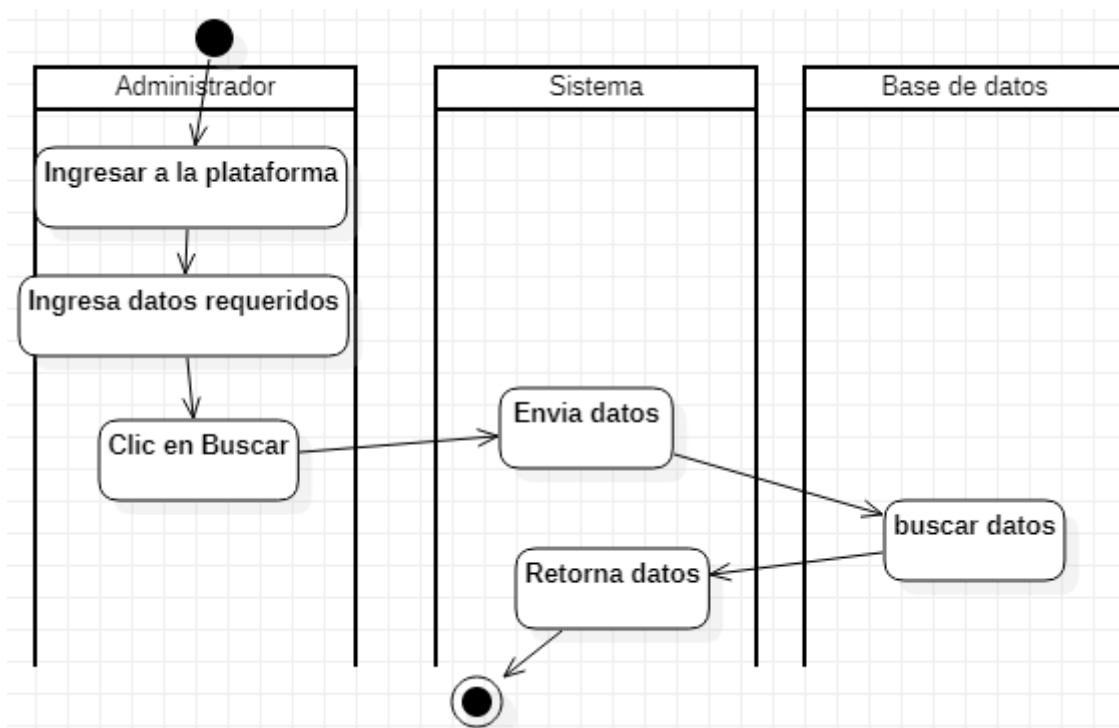 Administrador
Sistema
Base de datos
Ingresar a la plataforma
Ingresa datos requeridos
Clic en Buscar
Envia datos
buscar datos
Retorna datos